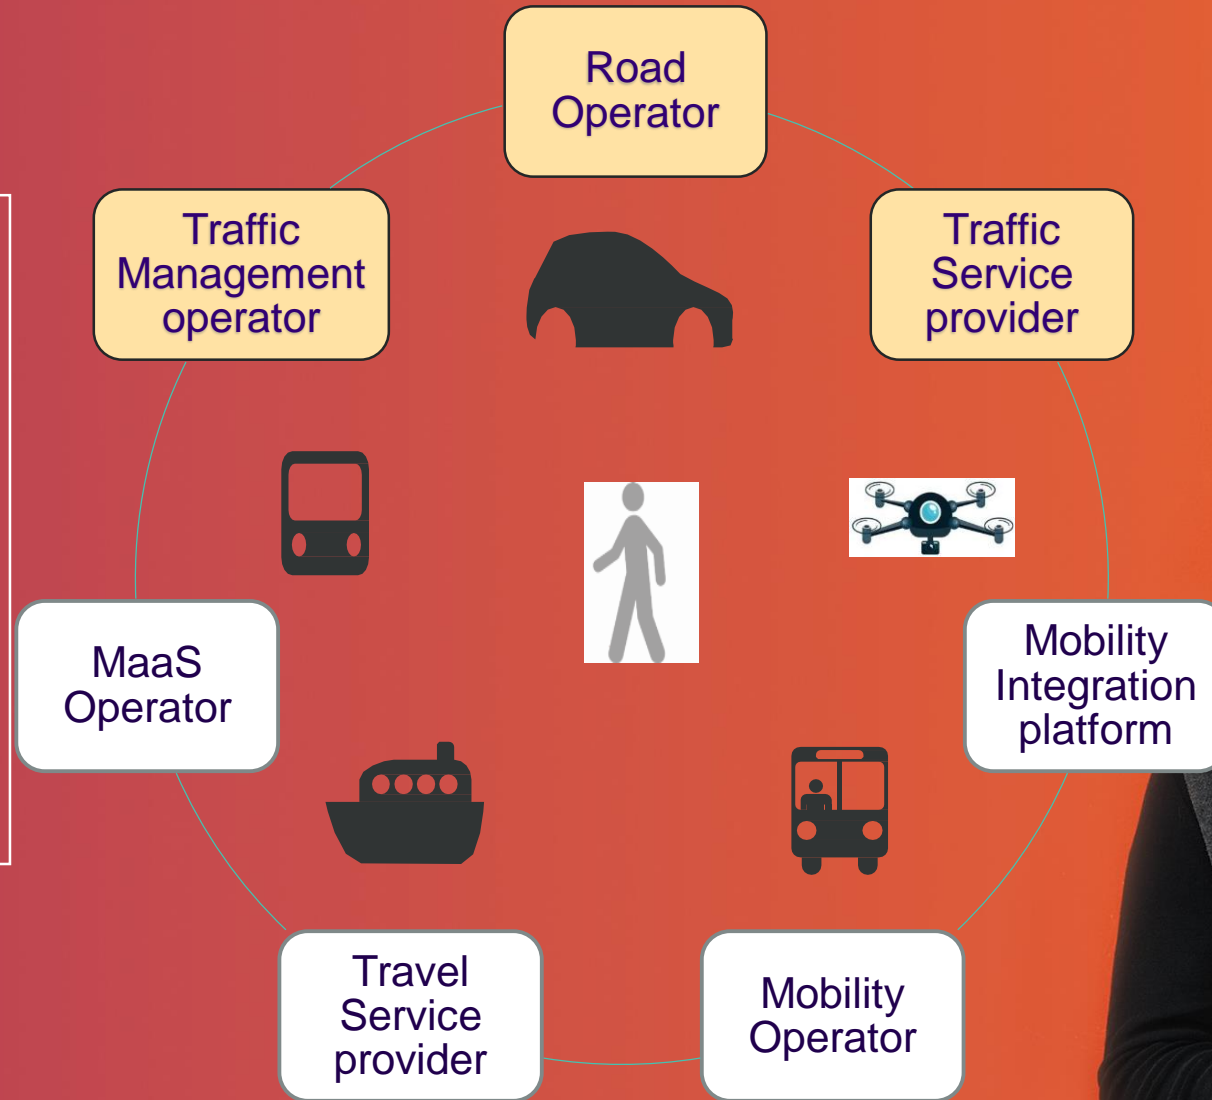 Road
Operator
Traffic
Management
operator
Traffic
Service
provider
MaaS
Operator
Mobility
Integration
platform
Travel
Service
provider
Mobility
Operator